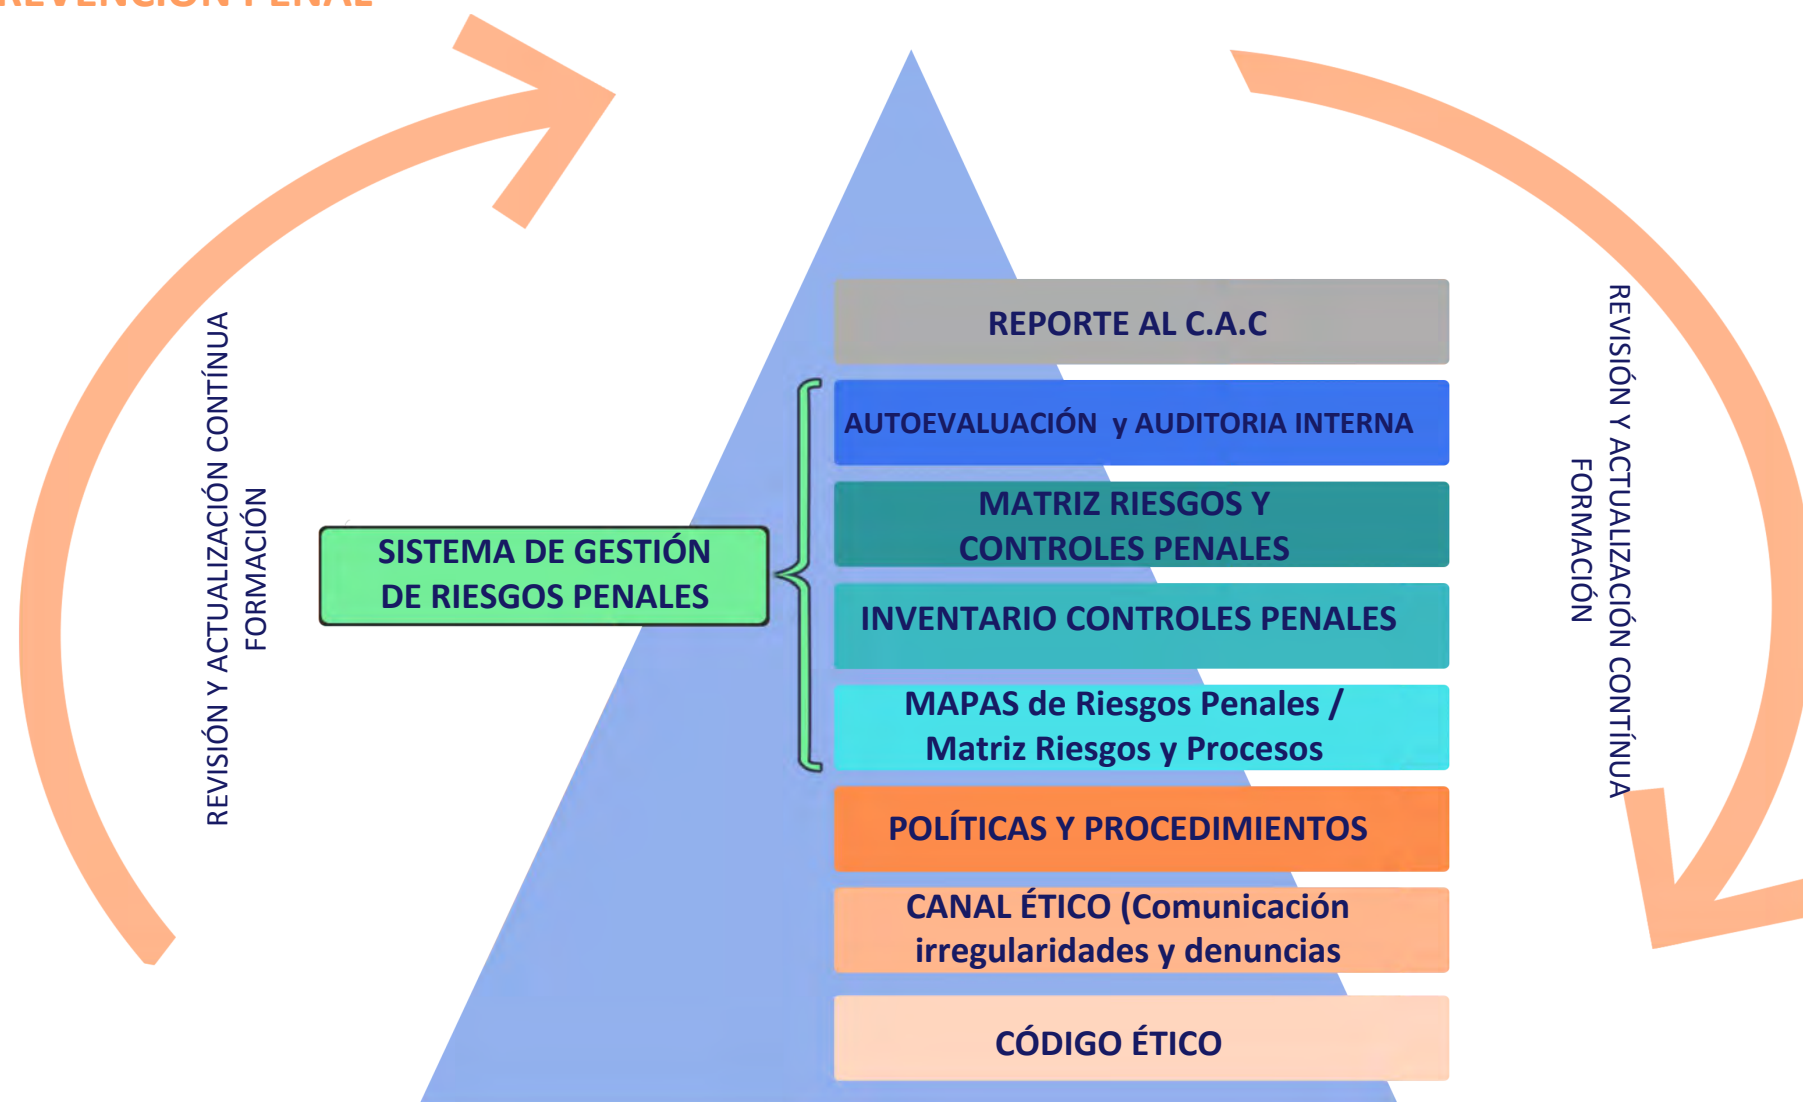 REVENCIÓN PENAL
REPORTE AL C.A.C
AUTOEVALUACIÓN y AUDITORIA INTERNA
MATRIZ RIESGOS Y
CONTROLES PENALES
SISTEMA DE GESTIÓN
DE RIESGOS PENALES
INVENTARIO CONTROLES PENALES
MAPAS de Riesgos Penales /
Matriz Riesgos y Procesos
POLÍTICAS Y PROCEDIMIENTOS
CANAL ÉTICO (Comunicación
irregularidades y denuncias
CÓDIGO ÉTICO
REVISIÓN Y ACTUALIZACIÓN CONTÍNUA
FORMACIÓN
REVISIÓN Y ACTUALIZACIÓN CONTÍNUA
FORMACIÓN